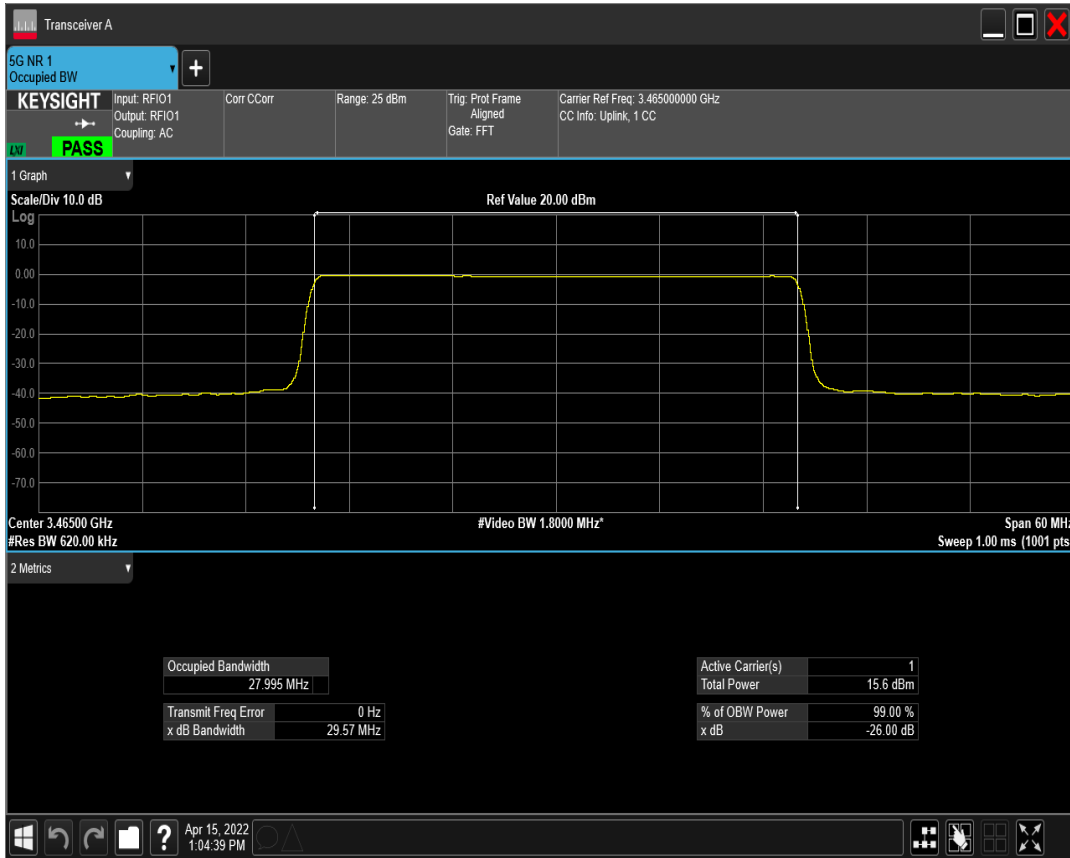 Transceiver A
5G NR 1
Occupied BW
+
KEYSIGHT
LXI
PASS
Input: RFIO1
Output: RFIO1
Coupling: AC
Corr CCorr
Range: 25 dBm
Trig: Prot Frame
Aligned
Gate: FFT
Carrier Ref Freq: 3.465000000 GHz
CC Info: Uplink, 1 CC
1 Graph
Scale/Div 10.0 dB
Ref Value 20.00 dBm
Log
10.0
0.00
-10.0
-20.0
-30.0
-40.0
-50.0
-60.0
-70.0
Center 3.46500 GHz
#Video BW 1.8000 MHz*
Span 60 MHz
#Res BW 620.00 kHz
Sweep 1.00 ms (1001 pts
2 Metrics
Occupied Bandwidth
27.995 MHz
Transmit Freq Error 0 Hz
x dB Bandwidth 29.57 MHz
Active Carrier(s) 1
Total Power 15.6 dBm
% of OBW Power 99.00 %
x dB -26.00 dB
?
Apr 15, 2022
1:04:39 PM